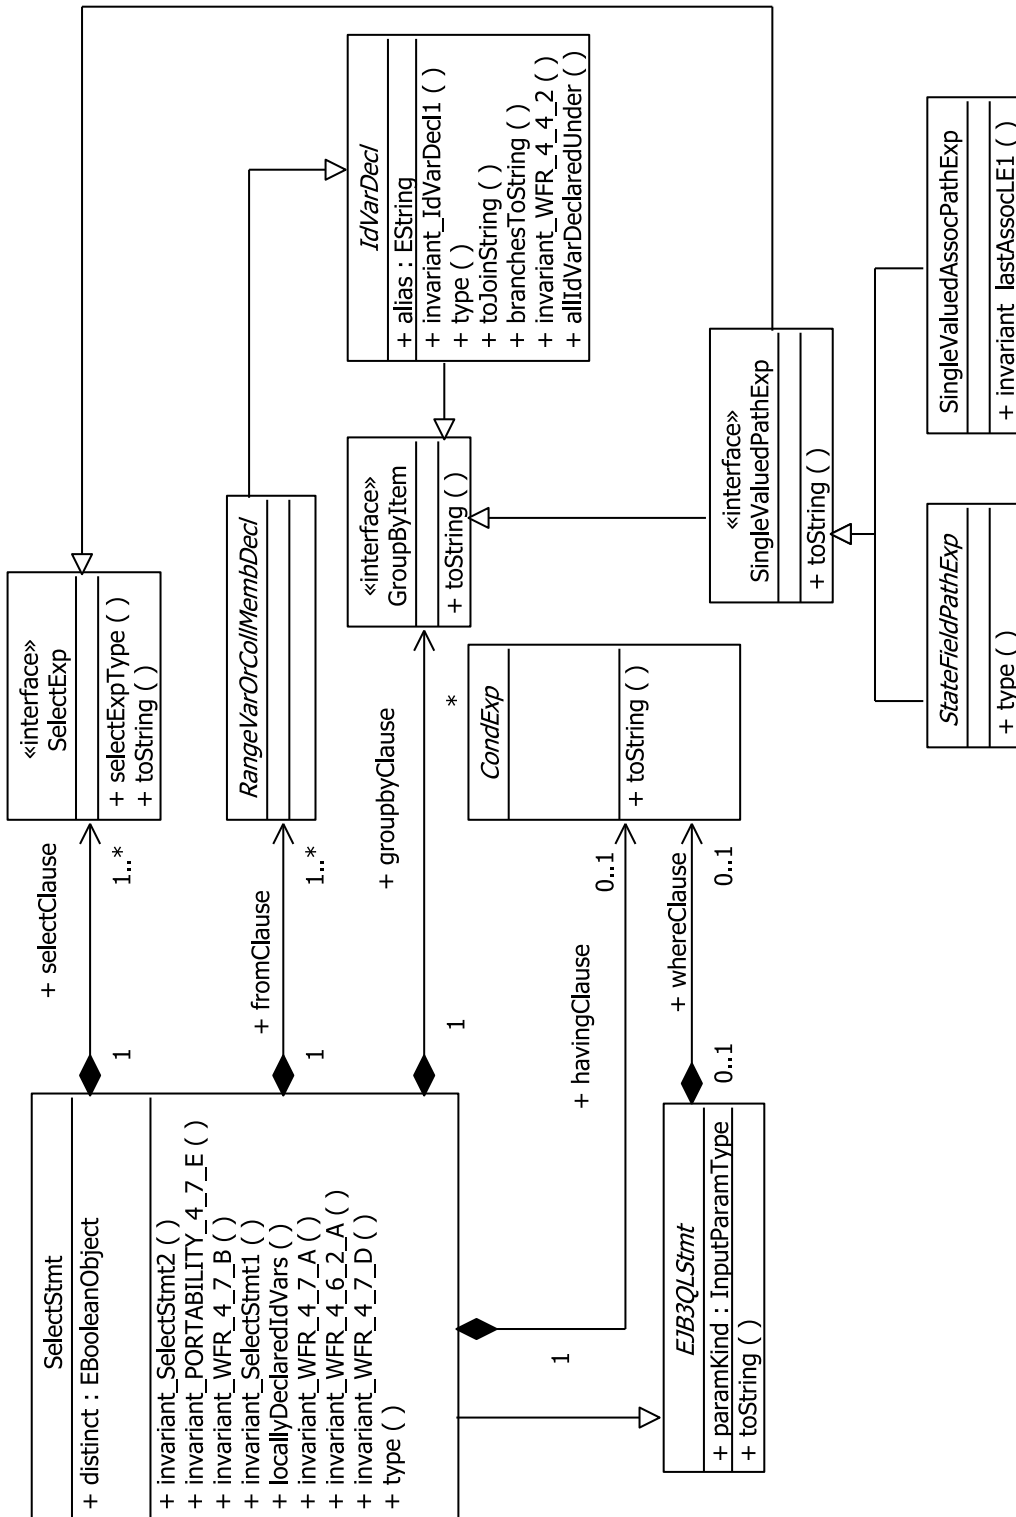 SelectStmt
+ distinct : EBooleanObject
+ invariant_SelectStmt2 ( )
+ invariant_PORTABILITY_4_7_E ( )
+ invariant_WFR_4_7_B ( )
+ invariant_SelectStmt1 ( )
+ locallyDeclaredIdVars ( )
+ invariant_WFR_4_7_A ( )
+ invariant_WFR_4_6_2_A ( )
+ invariant_WFR_4_7_D ( )
+ type ( )
1
+ selectClause
1..*
«interface»
SelectExp
+ selectExpType ( )
+ toString ( )
1
+ fromClause
1..*
RangeVarOrCollMembDecl
1
+ groupbyClause
*
«interface»
GroupByItem
+ toString ( )
IdVarDecl
+ alias : EString
+ invariant_IdVarDecl1 ( )
+ type ( )
+ toJoinString ( )
+ branchesToString ( )
+ invariant_WFR_4_4_2 ( )
+ allIdVarDeclaredUnder ( )
1
+ havingClause
0..1
CondExp
+ toString ( )
EJB3QLStmt
+ paramKind : InputParamType
+ toString ( )
0..1
+ whereClause
0..1
«interface»
SingleValuedPathExp
+ toString ( )
StateFieldPathExp
+ type ( )
SingleValuedAssocPathExp
+ invariant_lastAssocLE1 ( )